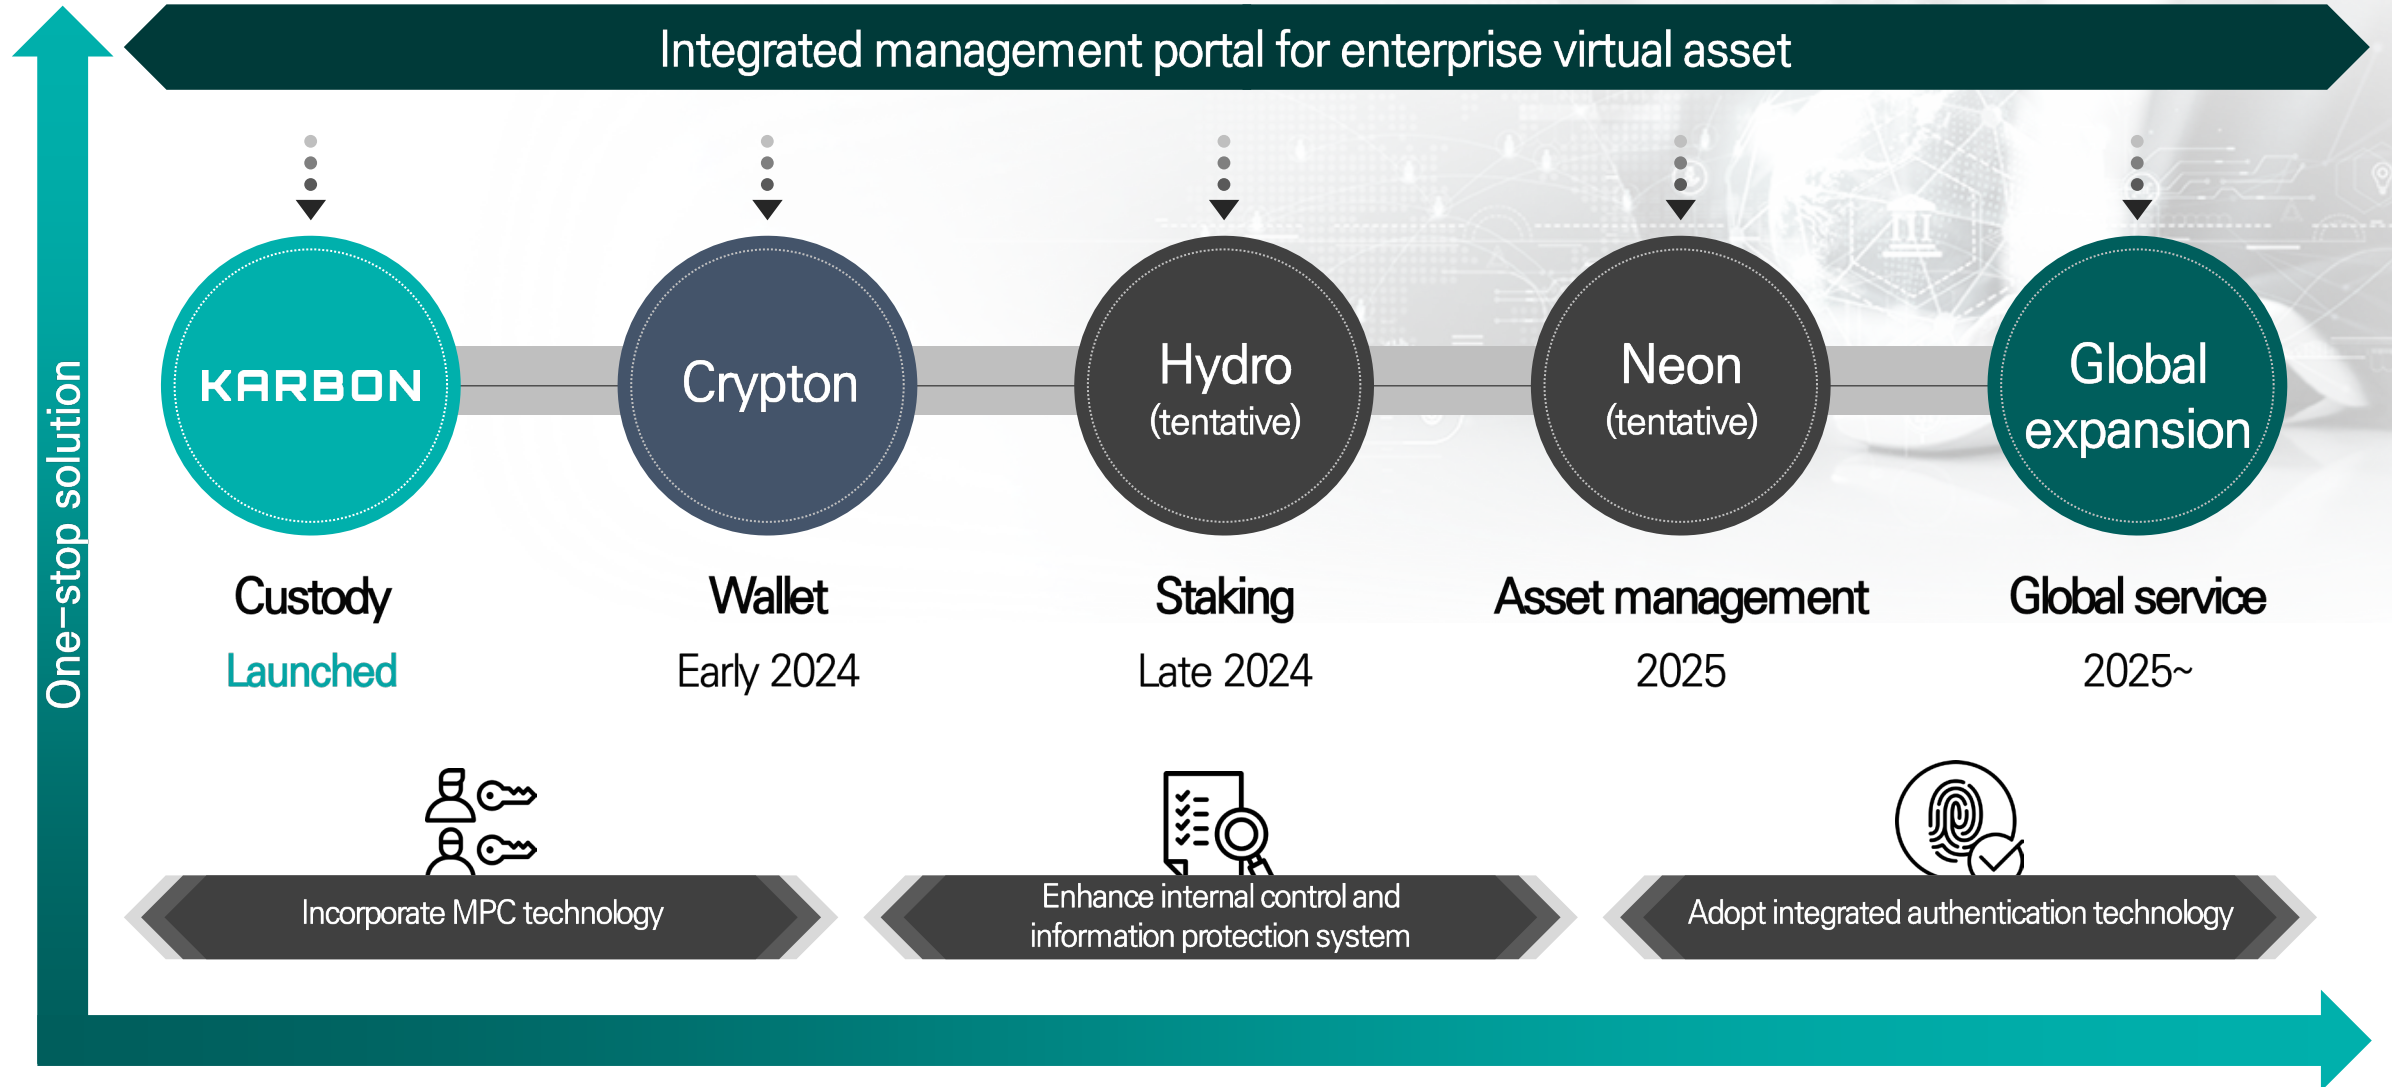 Integrated management portal for enterprise virtual asset
One-stop solution
KARBON
Crypton
Hydro
(tentative)
Neon
(tentative)
Global
expansion
Custody
Wallet
Staking
Asset management
Global service
Launched
Early 2024
Late 2024
2025
2025~
Incorporate MPC technology
Enhance internal control and
information protection system
Adopt integrated authentication technology